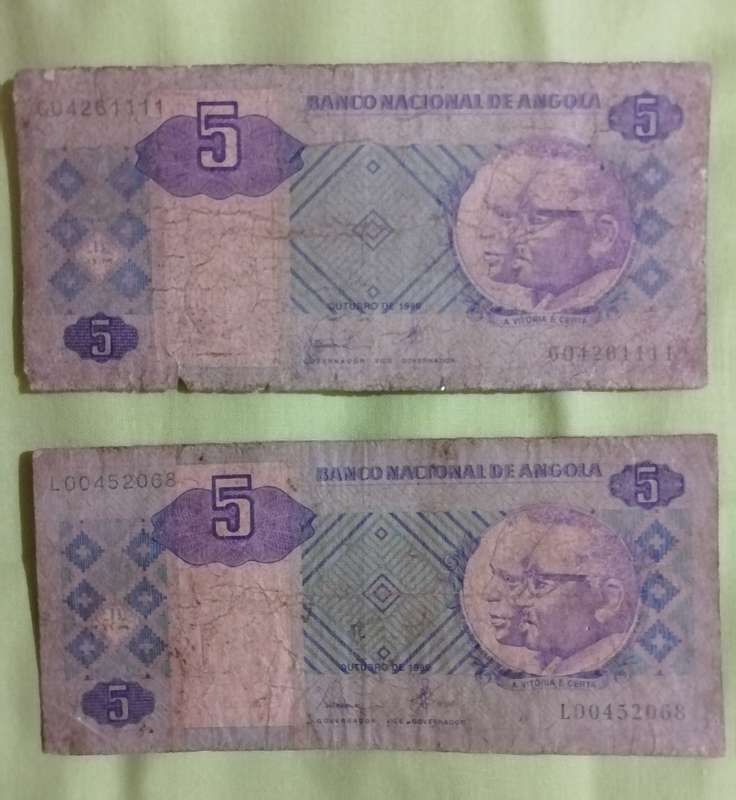 G04261111
5
BANCO NACIONAL DE ANGOLA
5
OUTUBRO DE 1999
A VITÓRIA É CERTA
5
GOVERNADOR VICE GOVERNADOR
G04261111
L00452068
5
BANCO NACIONAL DE ANGOLA
5
OUTUBRO DE 1999
A VITÓRIA É CERTA
5
GOVERNADOR VICE GOVERNADOR
L00452068